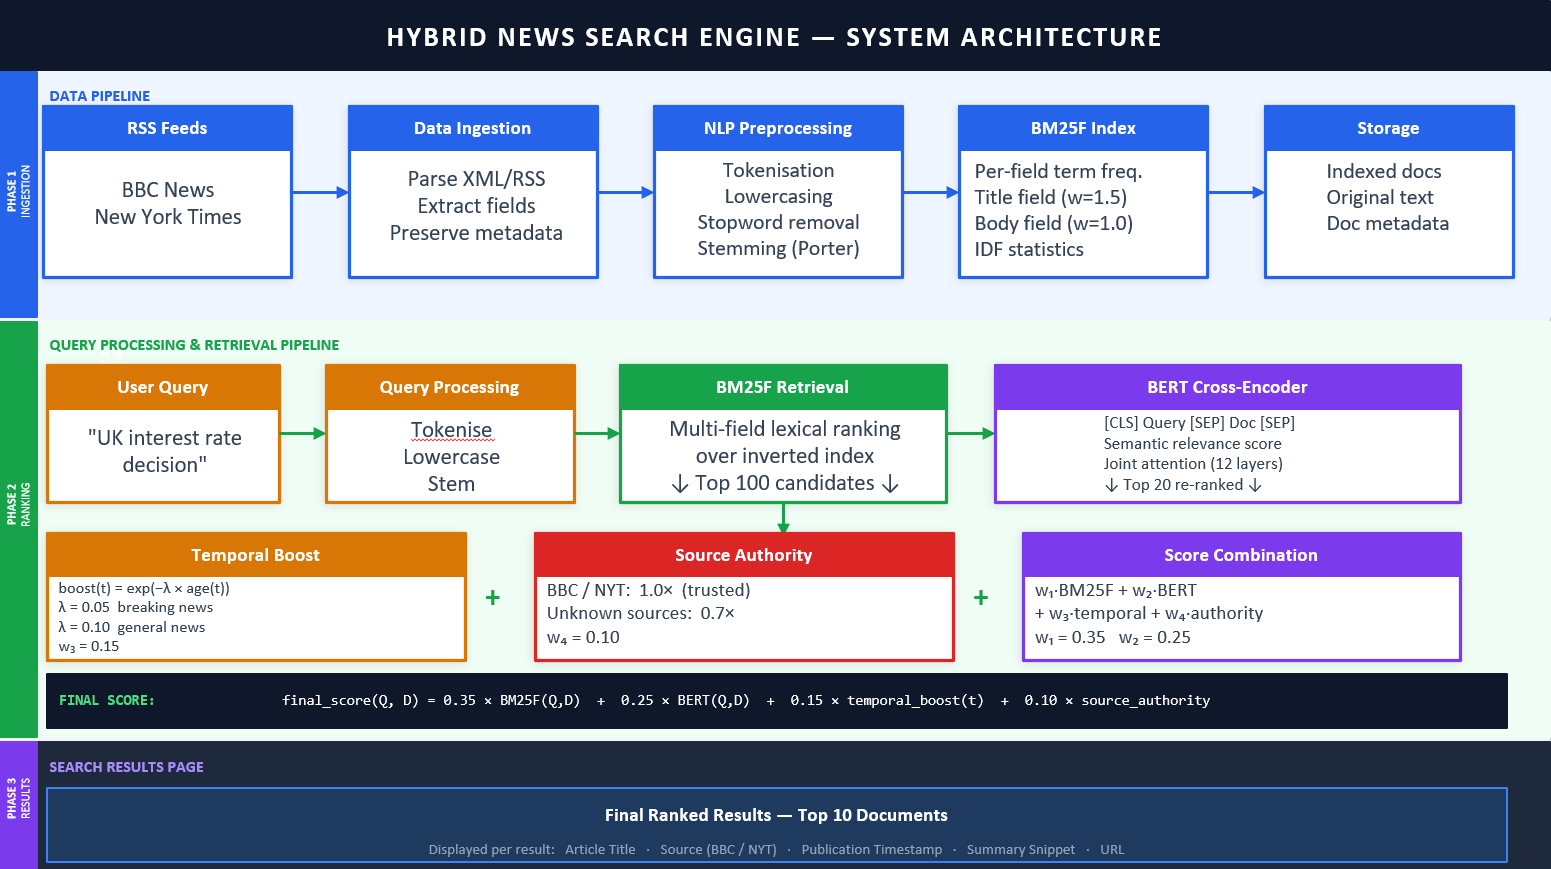 HYBRID NEWS SEARCH ENGINE — SYSTEM ARCHITECTURE
PHASE 1
INGESTION
DATA PIPELINE
RSS Feeds
BBC News
New York Times
Data Ingestion
Parse XML/RSS
Extract fields
Preserve metadata
NLP Preprocessing
Tokenisation
Lowercasing
Stopword removal
Stemming (Porter)
BM25F Index
Per-field term freq.
Title field (w=1.5)
Body field (w=1.0)
IDF statistics
Storage
Indexed docs
Original text
Doc metadata
PHASE 2
RANKING
QUERY PROCESSING & RETRIEVAL PIPELINE
User Query
"UK interest rate
decision"
Query Processing
Tokenise
Lowercase
Stem
BM25F Retrieval
Multi-field lexical ranking
over inverted index
↓ Top 100 candidates ↓
BERT Cross-Encoder
[CLS] Query [SEP] Doc [SEP]
Semantic relevance score
Joint attention (12 layers)
↓ Top 20 re-ranked ↓
Temporal Boost
boost(t) = exp(−λ × age(t))
λ = 0.05  breaking news
λ = 0.10  general news
w₃ = 0.15
+
Source Authority
BBC / NYT:  1.0×  (trusted)
Unknown sources:  0.7×
w₄ = 0.10
+
Score Combination
w₁·BM25F + w₂·BERT
+ w₃·temporal + w₄·authority
w₁ = 0.35   w₂ = 0.25
FINAL SCORE: final_score(Q, D) = 0.35 × BM25F(Q,D)  +  0.25 × BERT(Q,D)  +  0.15 × temporal_boost(t)  +  0.10 × source_authority
PHASE 3
RESULTS
SEARCH RESULTS PAGE
Final Ranked Results — Top 10 Documents
Displayed per result:   Article Title   ·   Source (BBC / NYT)   ·   Publication Timestamp   ·   Summary Snippet   ·   URL